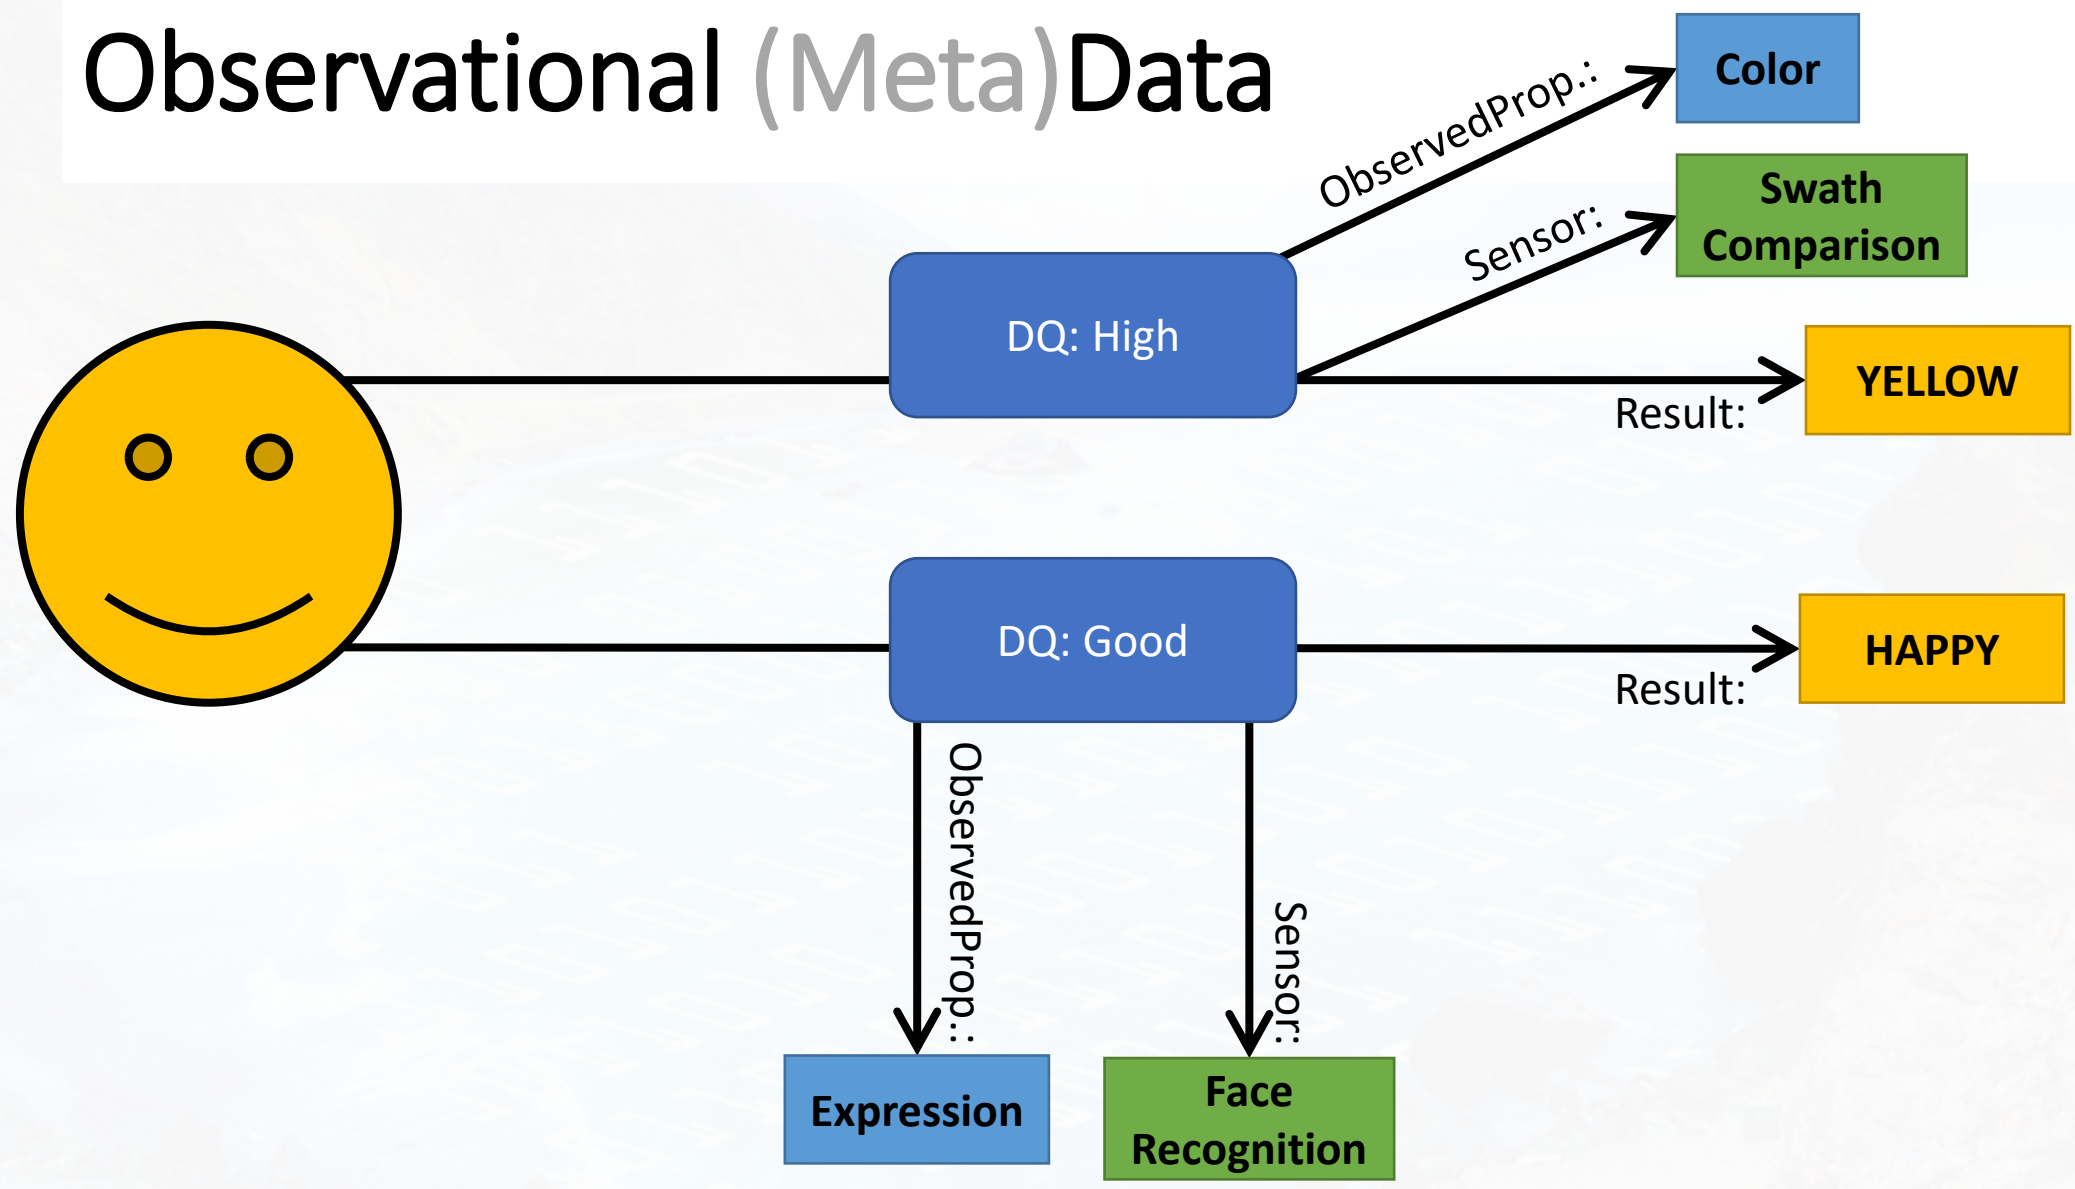 Observational (Meta)Data
ObservedProp.:
Color
Sensor:
Swath
Comparison
DQ: High
Result:
YELLOW
DQ: Good
Result:
HAPPY
ObservedProp.:
Sensor:
Expression
Face
Recognition